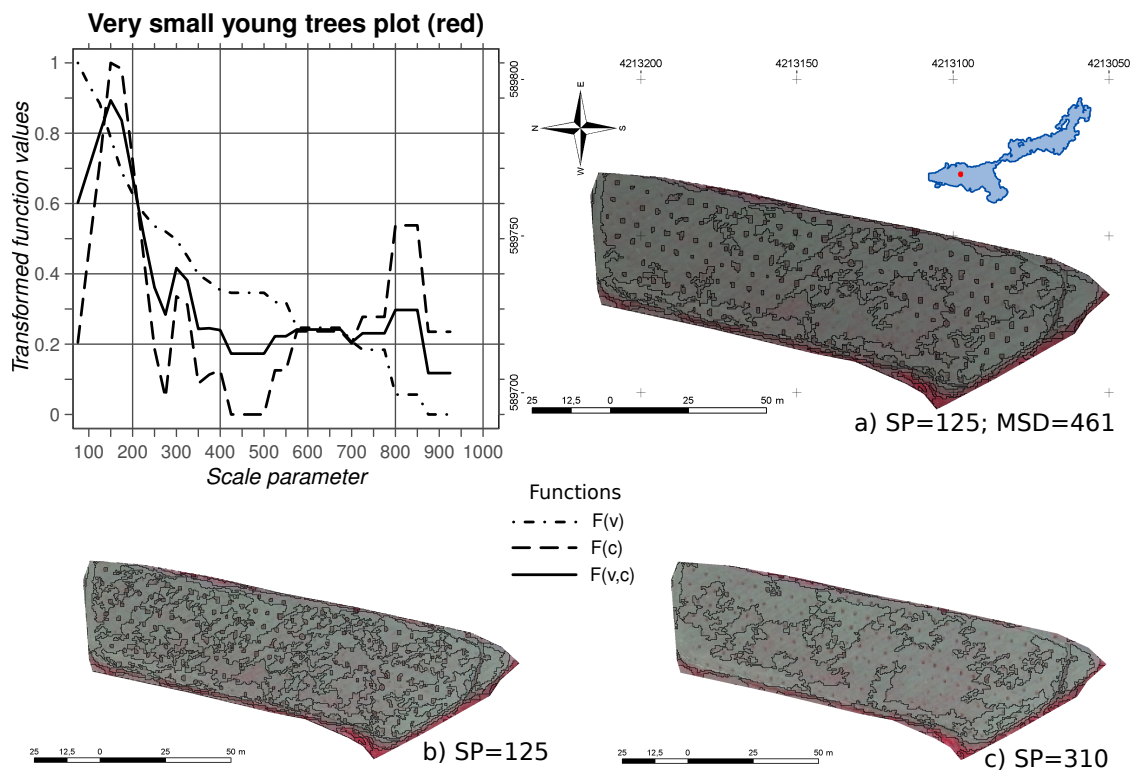 Very small young trees plot (red)
Transformed function values
1
0.8
0.6
0.4
0.2
0
100 200 300 400 500 600 700 800 900 1000
Scale parameter
4213200 4213150 4213100 4213050
589800
589750
589700
E
N S
W
25 12,5 0 25 50 m
a) SP=125; MSD=461
Functions
F(v)
F(c)
F(v,c)
25 12,5 0 25 50 m
b) SP=125
25 12,5 0 25 50 m
c) SP=310